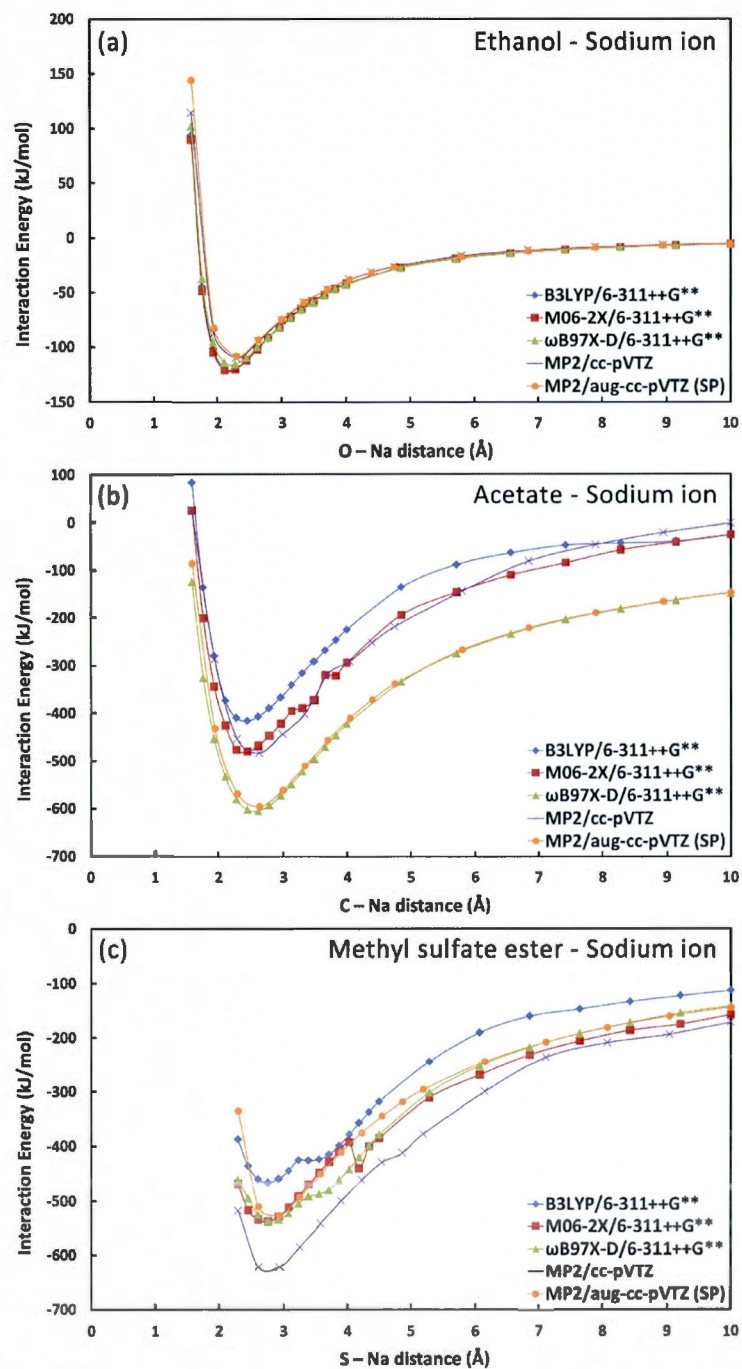 (a)
Ethanol - Sodium ion
Interaction Energy (kJ/mol)
200
150
100
50
0
-50
-100
-150
B3LYP/6-311++G**
M06-2X/6-311++G**
ωB97X-D/6-311++G**
MP2/cc-pVTZ
MP2/aug-cc-pVTZ (SP)
0 1 2 3 4 5 6 7 8 9 10
O – Na distance (Å)
(b)
Acetate - Sodium ion
Interaction Energy (kJ/mol)
100
0
-100
-200
-300
-400
-500
-600
-700
B3LYP/6-311++G**
M06-2X/6-311++G**
ωB97X-D/6-311++G**
MP2/cc-pVTZ
MP2/aug-cc-pVTZ (SP)
0 1 2 3 4 5 6 7 8 9 10
C – Na distance (Å)
(c)
Methyl sulfate ester - Sodium ion
Interaction Energy (kJ/mol)
0
-100
-200
-300
-400
-500
-600
-700
B3LYP/6-311++G**
M06-2X/6-311++G**
ωB97X-D/6-311++G**
MP2/cc-pVTZ
MP2/aug-cc-pVTZ (SP)
0 1 2 3 4 5 6 7 8 9 10
S – Na distance (Å)